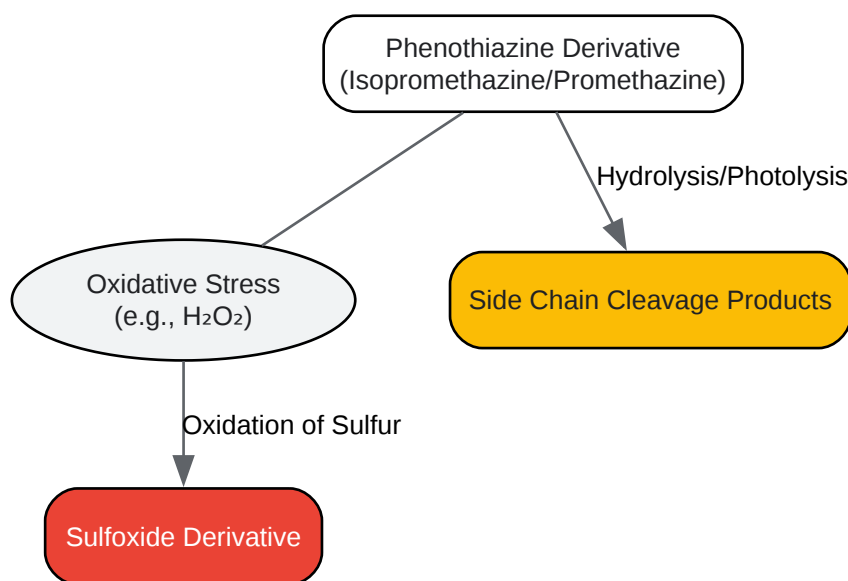 Phenothiazine Derivative
(Isopromethazine/Promethazine)
Hydrolysis/Photolysis
Oxidative Stress
(e.g., H₂O₂)
Side Chain Cleavage Products
Oxidation of Sulfur
Sulfoxide Derivative